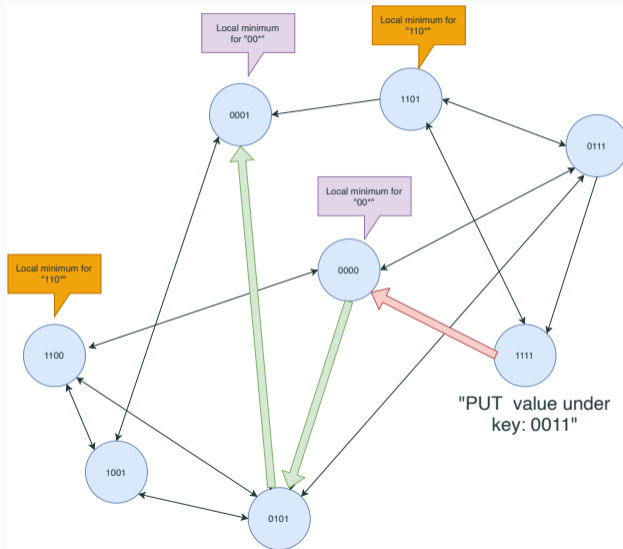 Local minimum
for "00*"
Local minimum for
"110*"
0001
1101
0111
Local minimum for
"00*"
0000
Local minimum for
"110*"
1100
1111
"PUT value under
key: 0011"
1001
0101